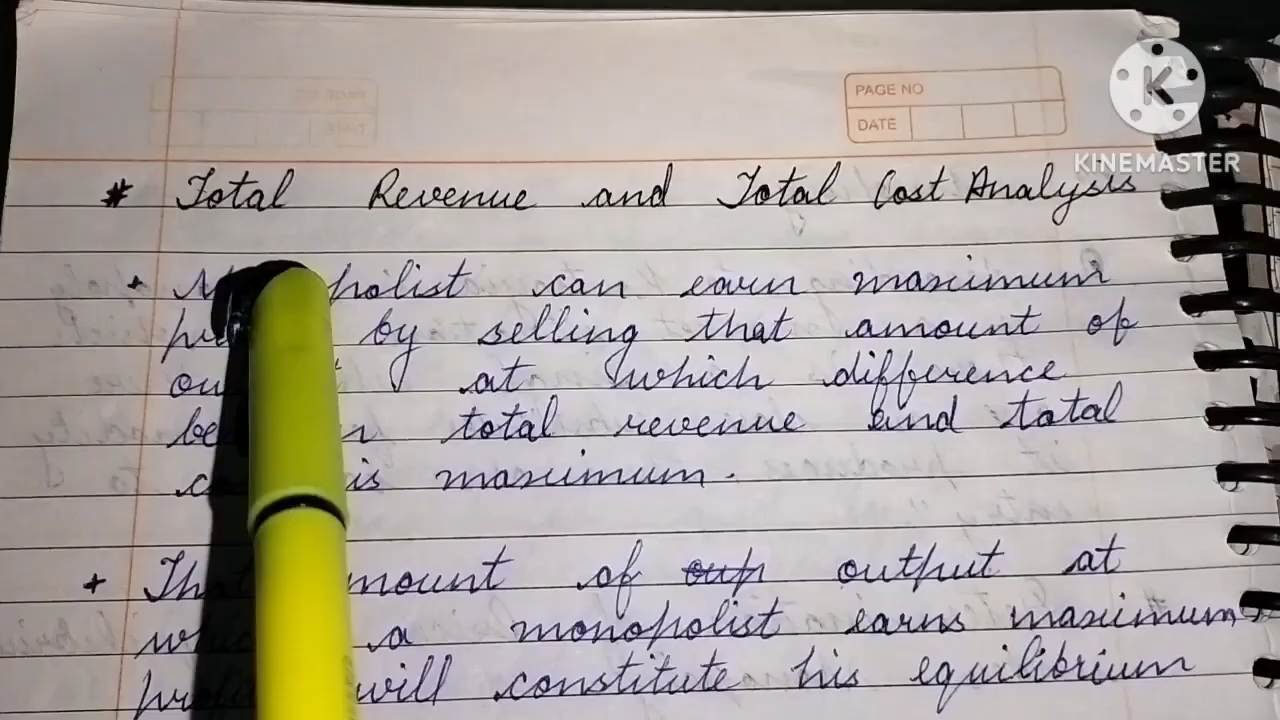 PAGE NO
DATE
KINEMASTER
* Total Revenue and Total Cost Analysis
+ polist can earn maximum
by selling that amount of
at which difference
total revenue and total
is maximum.
+ mount of oup output at
a monopolist earns maximum
will constitute his equilibrium